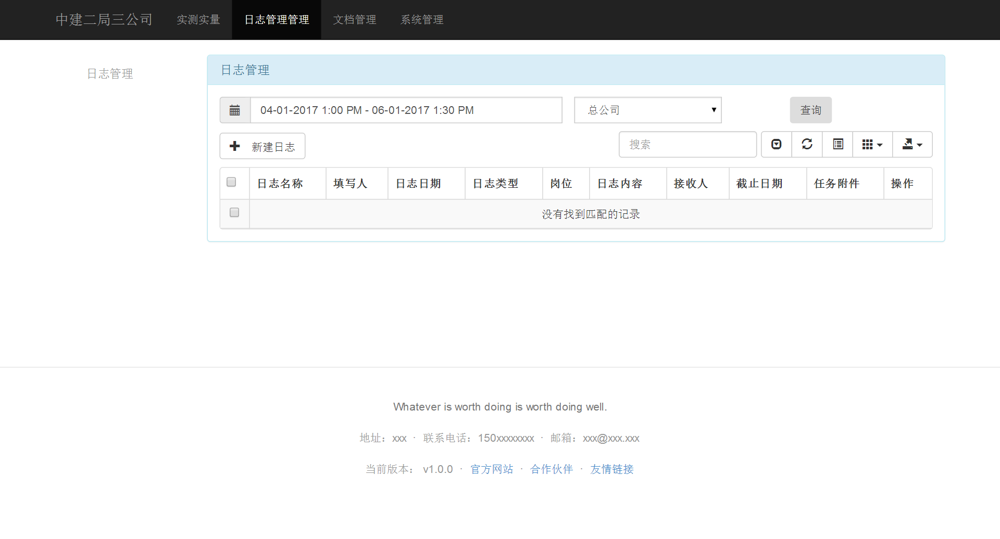 中建二局三公司 实测实量 日志管理管理 文档管理 系统管理
日志管理
日志管理
04-01-2017 1:00 PM - 06-01-2017 1:30 PM 总公司 查询
新建日志 搜索
日志名称 填写人 日志日期 日志类型 岗位 日志内容 接收人 截止日期 任务附件 操作
没有找到匹配的记录
Whatever is worth doing is worth doing well.
地址：xxx · 联系电话：150xxxxxxxx · 邮箱：xxx@xxx.xxx
当前版本： v1.0.0 · 官方网站 · 合作伙伴 · 友情链接